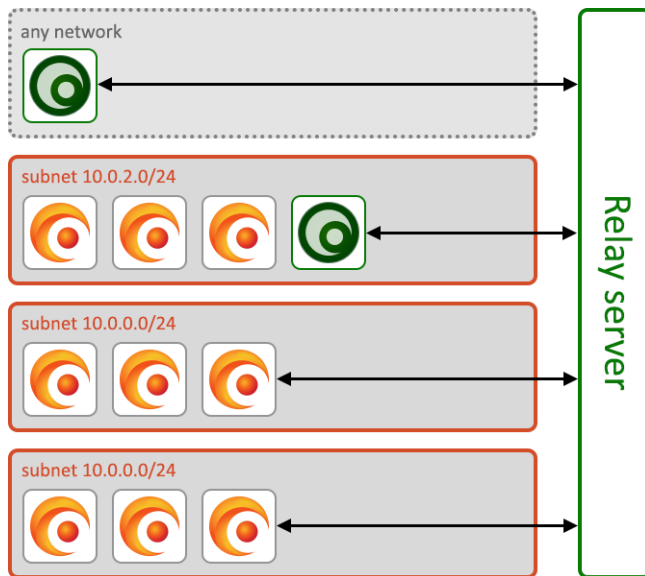 any network
subnet 10.0.2.0/24
subnet 10.0.0.0/24
subnet 10.0.0.0/24
Relay server